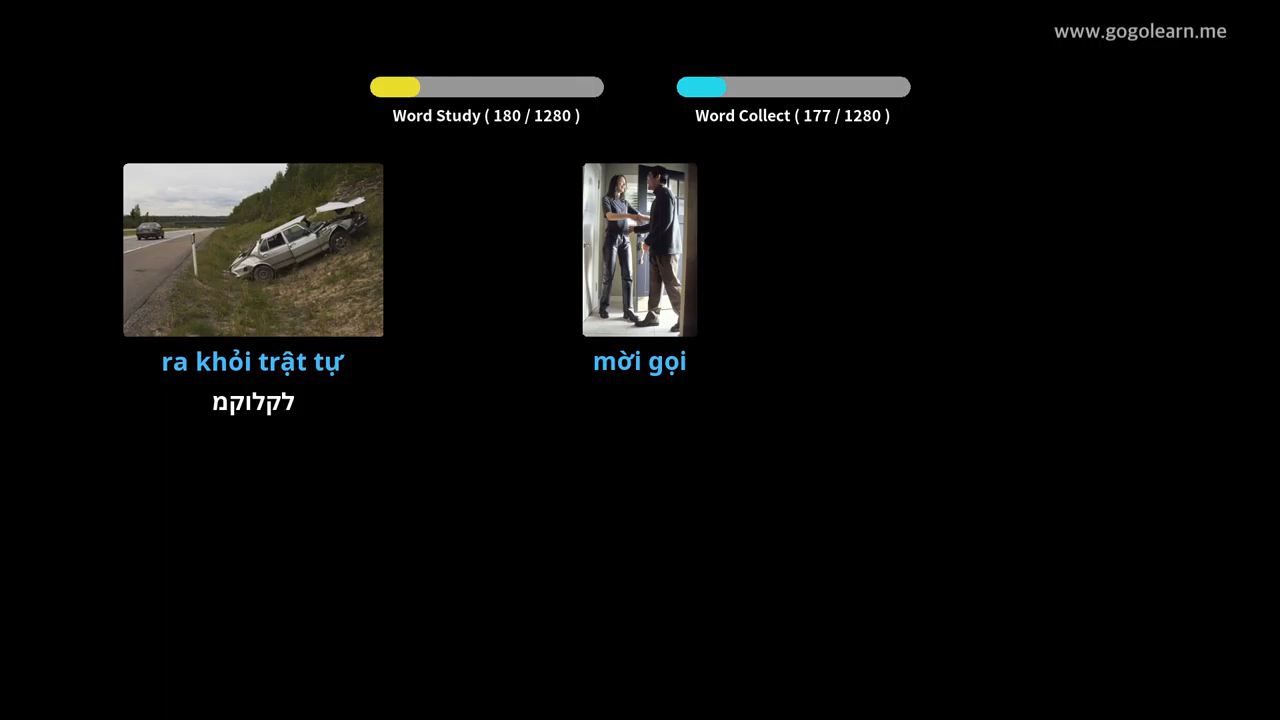 www.gogolearn.me
Word Study ( 180 / 1280 )
Word Collect ( 177 / 1280 )
ra khỏi trật tự
לקלוקמ
mời gọi